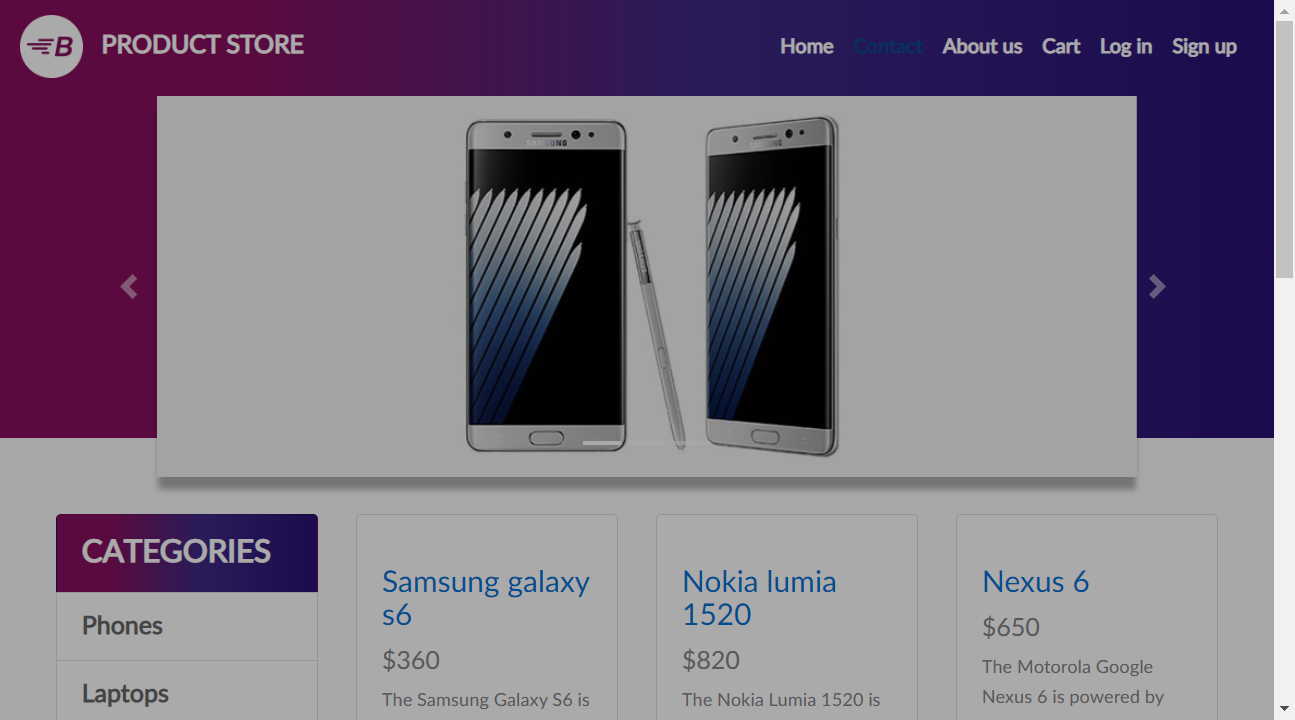 B PRODUCT STORE
Home Contact About us Cart Log in Sign up
SAMSUNG
SAMSUNG
CATEGORIES
Phones
Laptops
Samsung galaxy
s6
$360
The Samsung Galaxy S6 is
Nokia lumia
1520
$820
The Nokia Lumia 1520 is
Nexus 6
$650
The Motorola Google
Nexus 6 is powered by